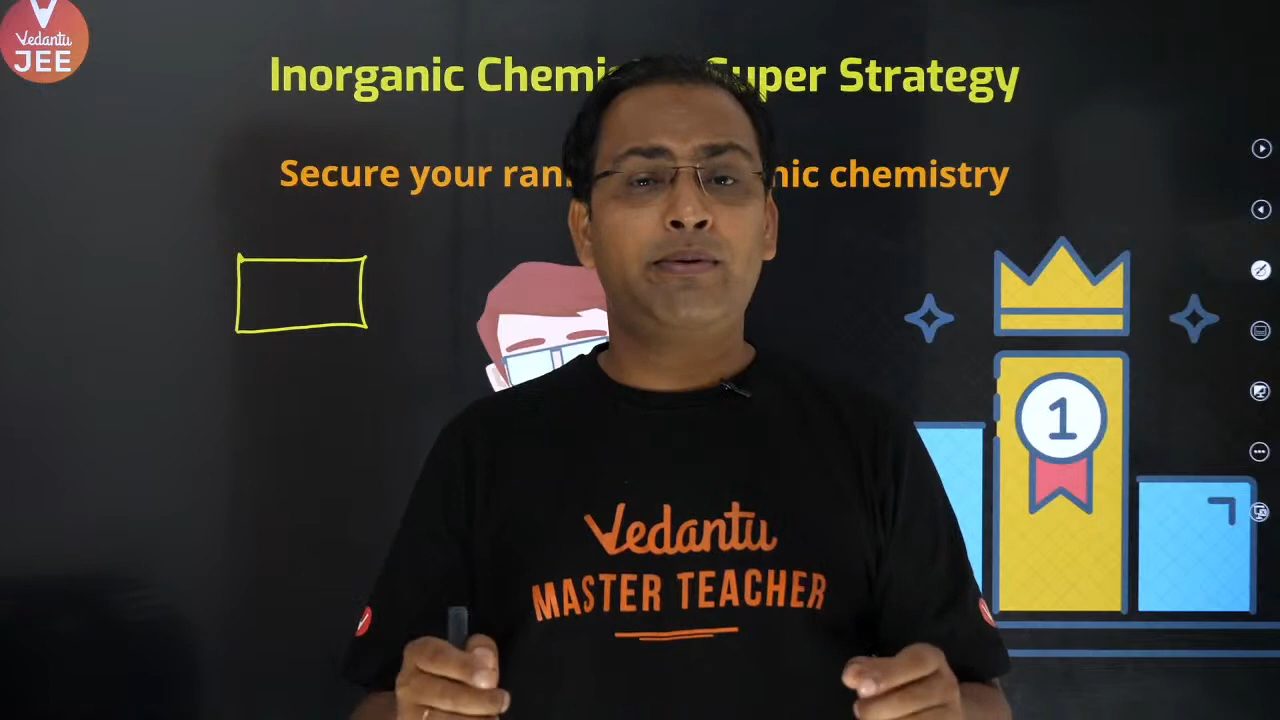 Vedantu
JEE
Inorganic Chemi Super Strategy
Secure your ran nic chemistry
1
Vedantu
MASTER TEACHER